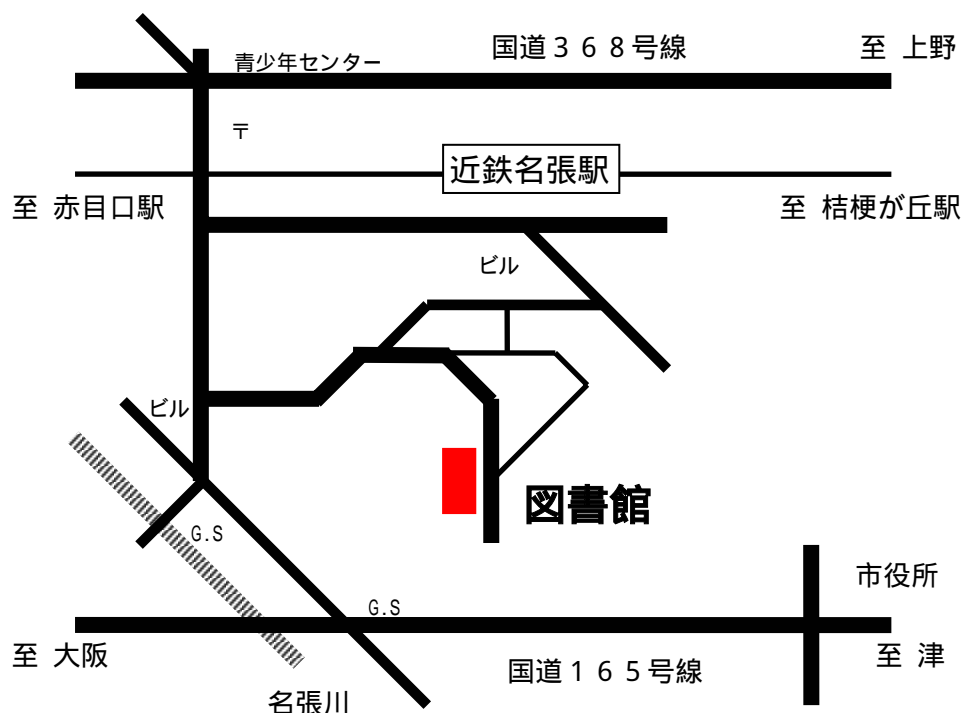 国道３６８号線
至 上野
青少年センター
〒
近鉄名張駅
至 赤目口駅
至 桔梗が丘駅
ビル
ビル
図書館
G.S
市役所
G.S
至 大阪
至 津
国道１６５号線
名張川